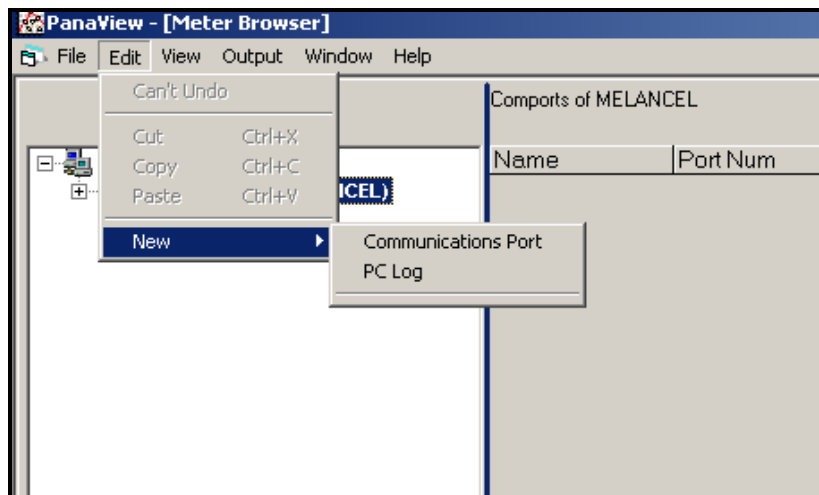 PanaView - [Meter Browser]
File Edit View Output Window Help
Can't Undo
Comports of MELANCEL
Cut Ctrl+X
Name Port Num
Copy Ctrl+C
Paste Ctrl+V
ICEL)
New
Communications Port
PC Log